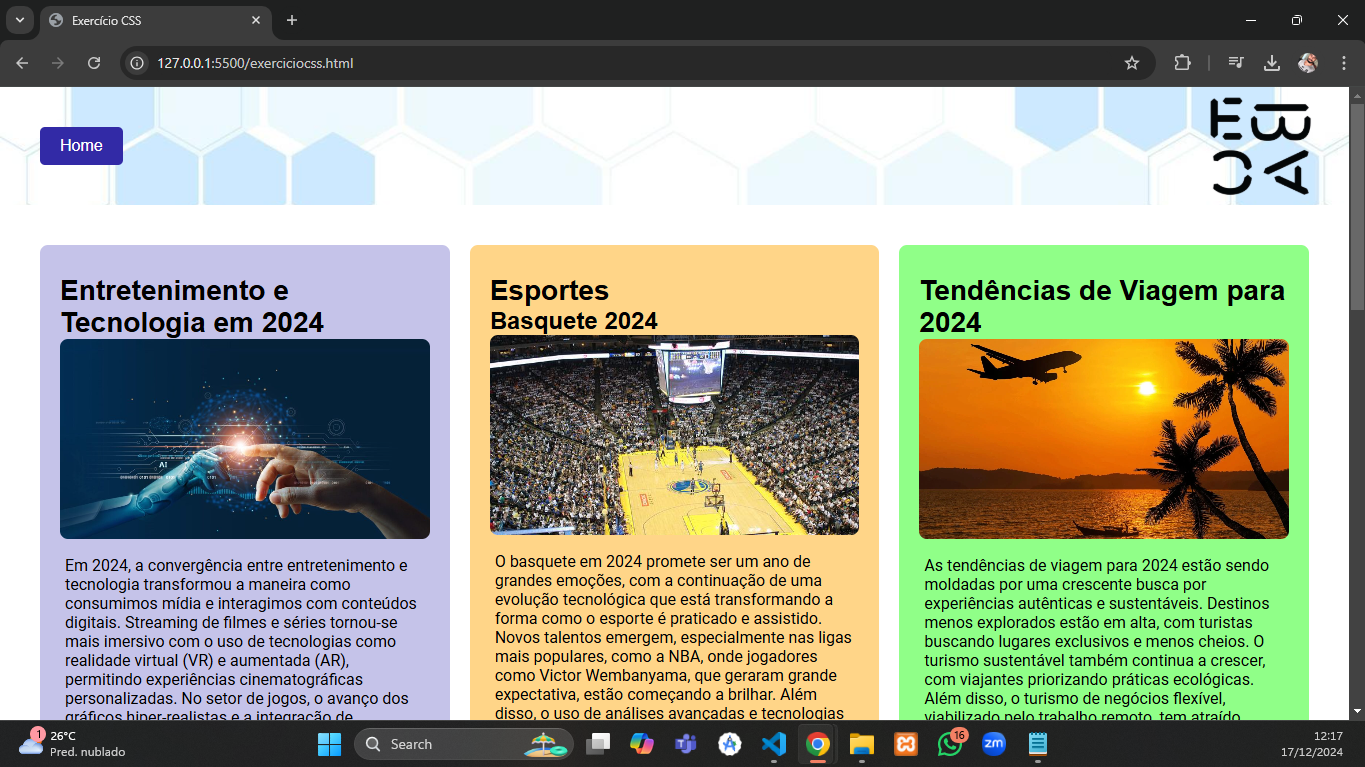 Exercício CSS
127.0.0.1:5500/exerciciocss.html
Home
EBAC
Entretenimento e
Tecnologia em 2024
AI
Em 2024, a convergência entre entretenimento e
tecnologia transformou a maneira como
consumimos mídia e interagimos com conteúdos
digitais. Streaming de filmes e séries tornou-se
mais imersivo com o uso de tecnologias como
realidade virtual (VR) e aumentada (AR),
permitindo experiências cinematográficas
personalizadas. No setor de jogos, o avanço dos
gráficos hiper-realistas e a integração de
Esportes
Basquete 2024
O basquete em 2024 promete ser um ano de
grandes emoções, com a continuação de uma
evolução tecnológica que está transformando a
forma como o esporte é praticado e assistido.
Novos talentos emergem, especialmente nas ligas
mais populares, como a NBA, onde jogadores
como Victor Wembanyama, que geraram grande
expectativa, estão começando a brilhar. Além
disso, o uso de análises avançadas e tecnologias
Tendências de Viagem para
2024
As tendências de viagem para 2024 estão sendo
moldadas por uma crescente busca por
experiências autênticas e sustentáveis. Destinos
menos explorados estão em alta, com turistas
buscando lugares exclusivos e menos cheios. O
turismo sustentável também continua a crescer,
com viajantes priorizando práticas ecológicas.
Além disso, o turismo de negócios flexível,
viabilizado pelo trabalho remoto, tem atraído
1
26°C
Pred. nublado
Search
16
zm
12:17
17/12/2024